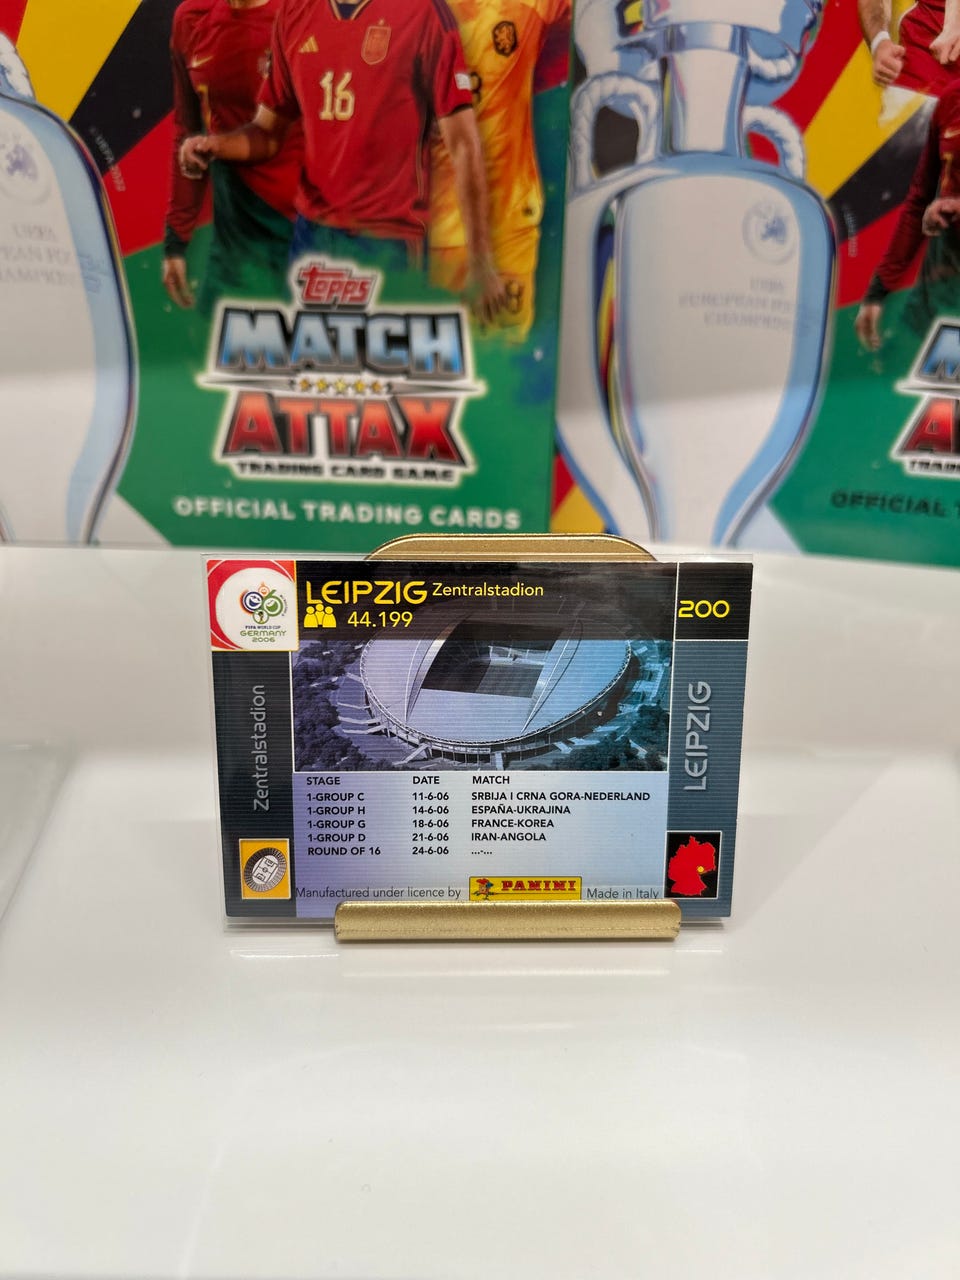 16
topps
MATCH
ATTAX
TRADING CARD GAME
OFFICIAL TRADING CARDS
UEFA
EUROPEAN
OFFICIAL
FIFA WORLD CUP
GERMANY
2006
LEIPZIG Zentralstadion
44.199
200
Zentralstadion
LEIPZIG
STAGE DATE MATCH
1-GROUP C 11-6-06 SRBIJA I CRNA GORA-NEDERLAND
1-GROUP H 14-6-06 ESPAÑA-UKRAJINA
1-GROUP G 18-6-06 FRANCE-KOREA
1-GROUP D 21-6-06 IRAN-ANGOLA
ROUND OF 16 24-6-06 ...-...
Manufactured under licence by PANINI Made in Italy